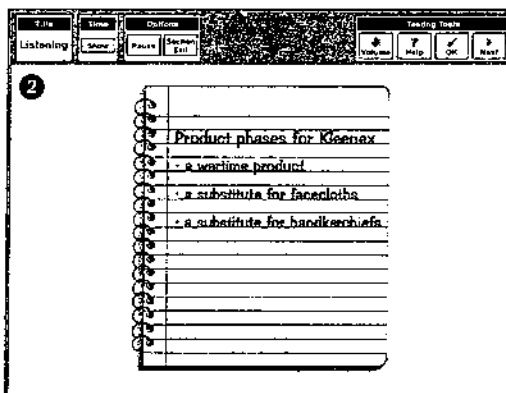 Title Time Options Testing Tools
Listening Show Pause Section Exit Volume Help OK Next
2
Product phases for Kleenex
- a wartime product
- a substitute for facecloths
- a substitute for handkerchiefs